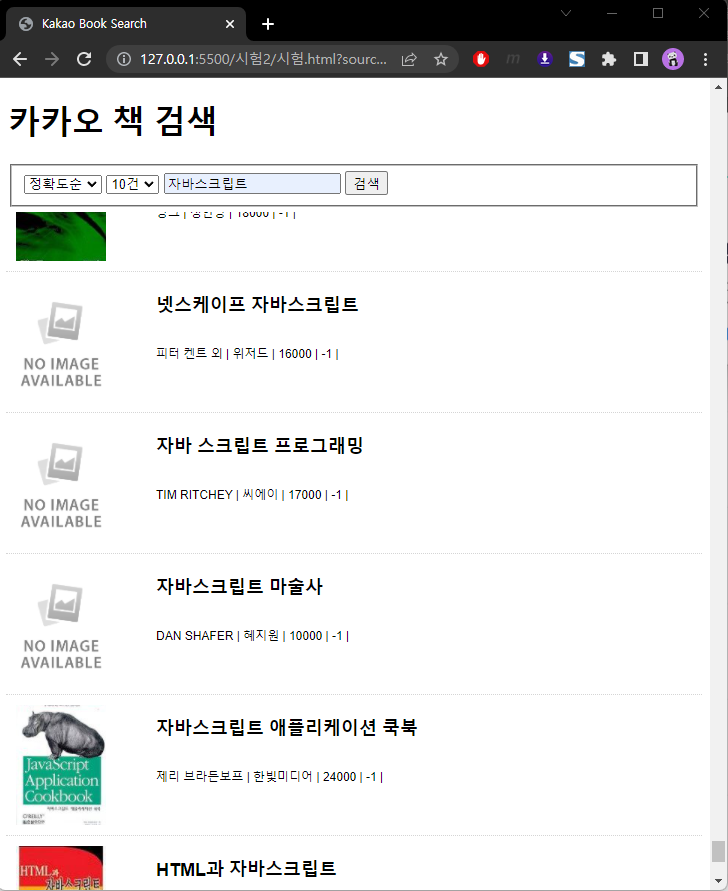 Kakao Book Search
127.0.0.1:5500/시험2/시험.html?sourc...
카카오 책 검색
정확도순 10건 자바스크립트 검색
넷스케이프 자바스크립트
피터 켄트 외 | 위저드 | 16000 | -1 |
NO IMAGE
AVAILABLE
자바 스크립트 프로그래밍
TIM RITCHEY | 씨에이 | 17000 | -1 |
NO IMAGE
AVAILABLE
자바스크립트 마술사
DAN SHAFER | 혜지원 | 10000 | -1 |
NO IMAGE
AVAILABLE
자바스크립트 애플리케이션 쿡북
제리 브라든보프 | 한빛미디어 | 24000 | -1 |
JavaScript
Application
Cookbook
O'REILLY
HTML과 자바스크립트
HTML과
자바스크립트